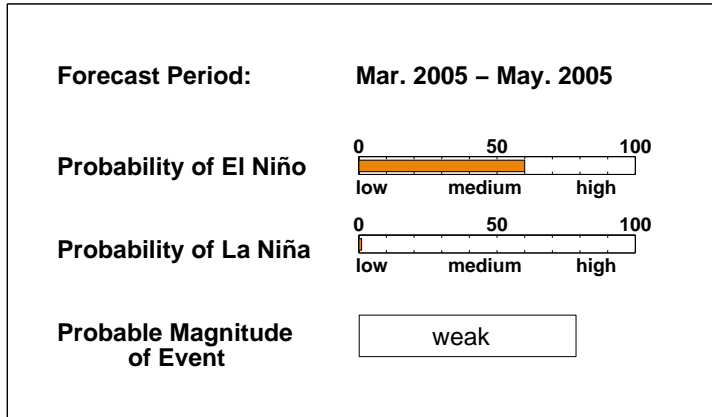 Forecast Period: Mar. 2005 – May. 2005
0 50 100
Probability of El Niño
low medium high
0 50 100
Probability of La Niña
low medium high
Probable Magnitude
of Event
weak